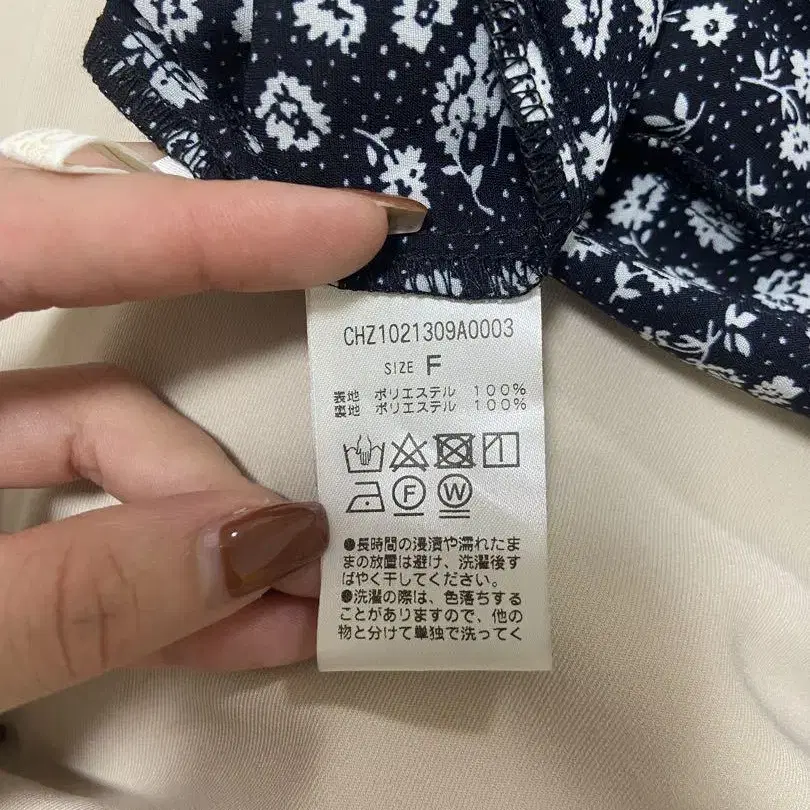 CHZ1021309A0003
SIZE F
表地 ポリエステル 100%
裏地 ポリエステル 100%
F W
●長時間の浸漬や濡れたま
まの放置は避け、洗濯後す
ばやく干してください。
●洗濯の際は、色落ちする
ことがありますので、他の
物と分けて単独で洗ってく